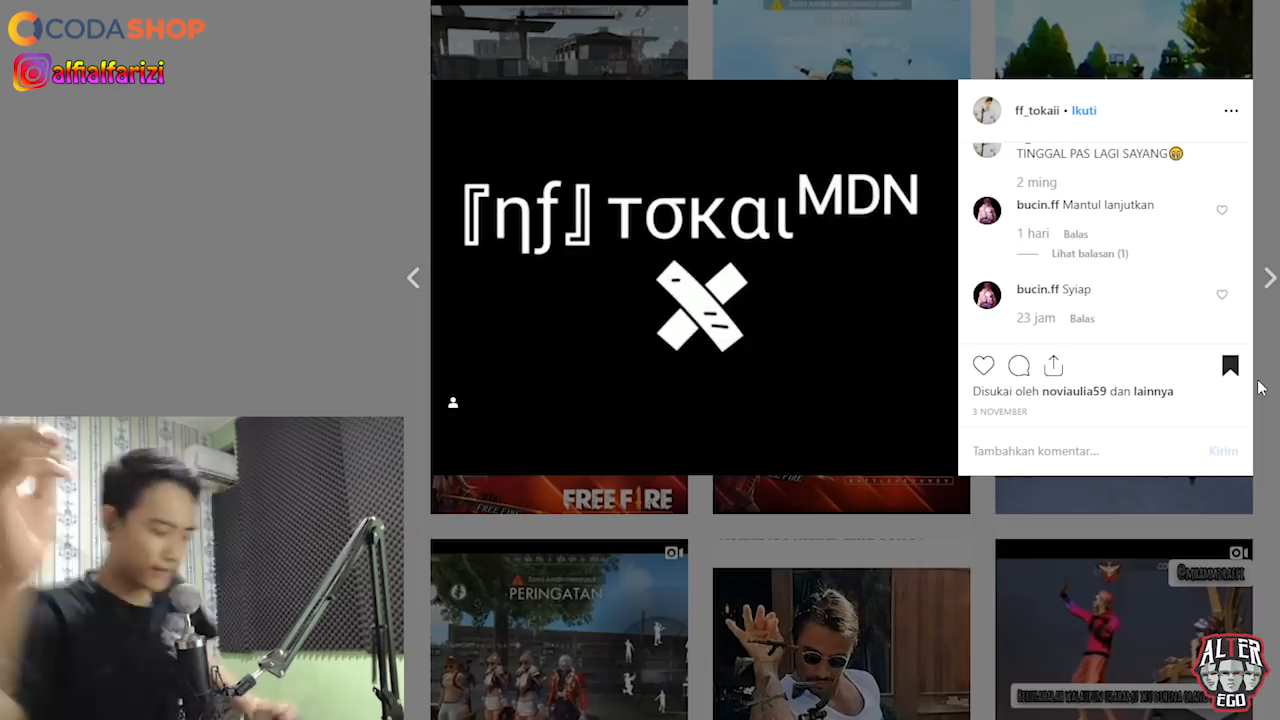 CODASHOP
alfialfarizi
『ηƒ』τσκαιMDN
ff_tokaii • Ikuti
TINGGAL PAS LAGI SAYANG😁
2 ming
bucin.ff Mantul lanjutkan
1 hari Balas
Lihat balasan (1)
bucin.ff Syiap
23 jam Balas
Disukai oleh noviaulia59 dan lainnya
3 NOVEMBER
Tambahkan komentar... Kirim
FREE FIRE
PERINGATAN
ALTER
EGO